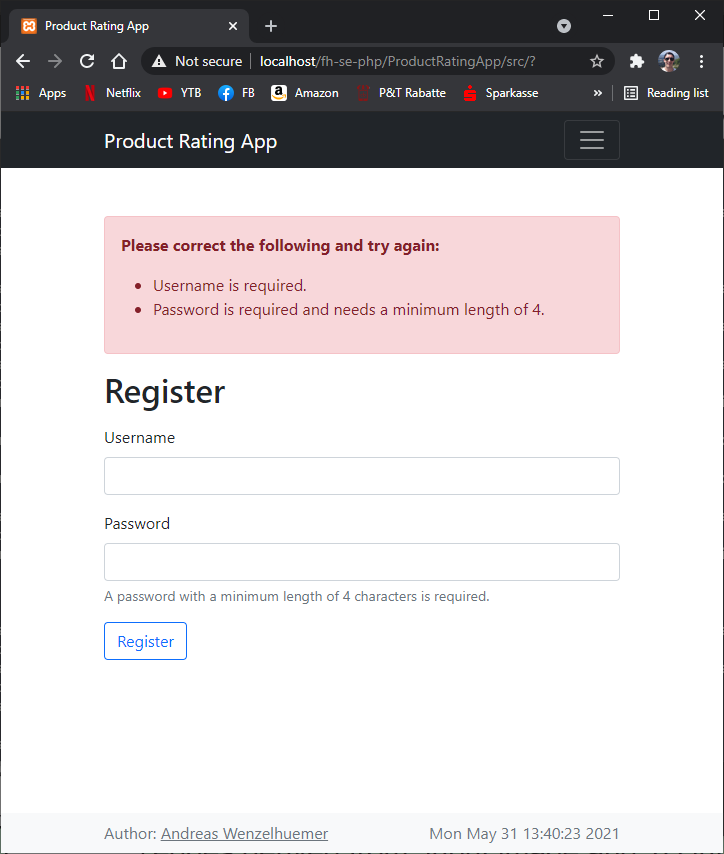 Product Rating App
Not secure localhost/fh-se-php/ProductRatingApp/src/?
Apps Netflix YTB FB Amazon P&T Rabatte Sparkasse » Reading list
Product Rating App
Please correct the following and try again:
Username is required.
Password is required and needs a minimum length of 4.
Register
Username
Password
A password with a minimum length of 4 characters is required.
Register
Author: Andreas Wenzelhuemer Mon May 31 13:40:23 2021